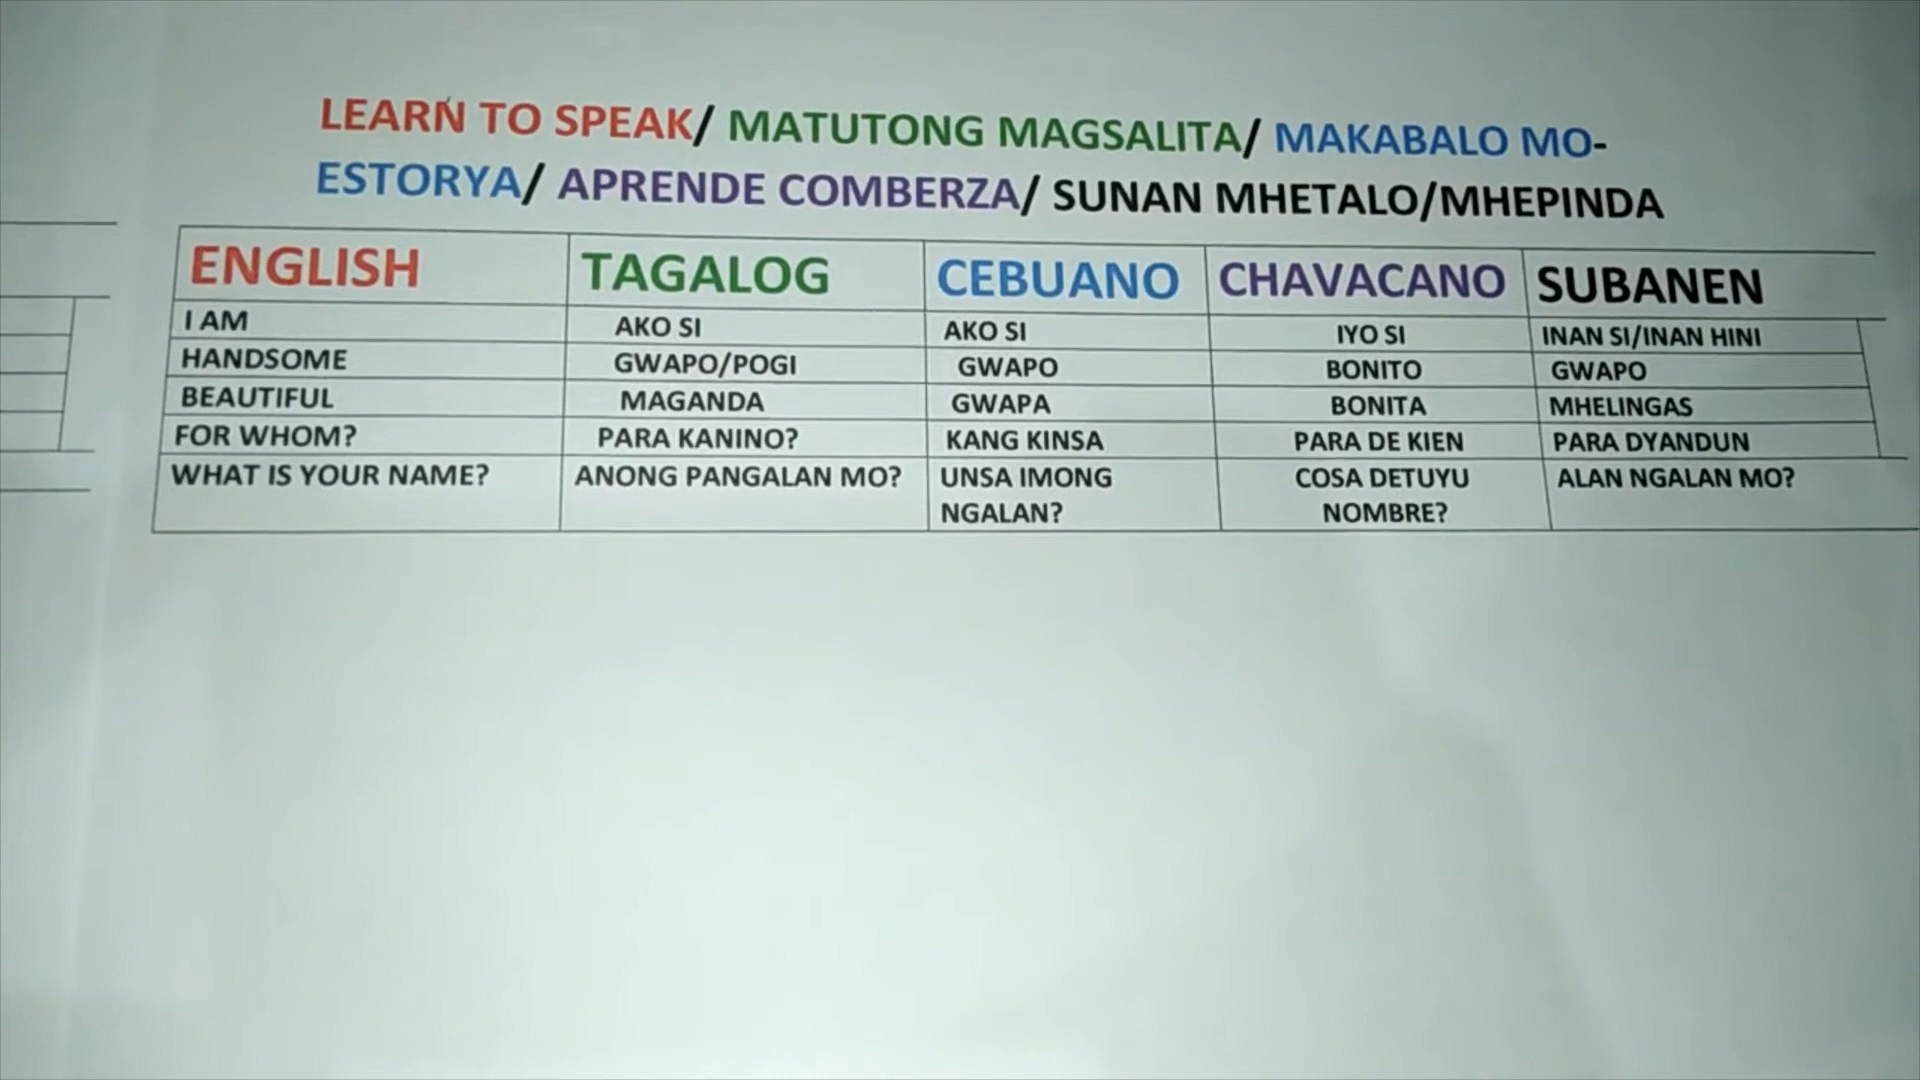 LEARN TO SPEAK/ MATUTONG MAGSALITA/ MAKABALO MO-
ESTORYA/ APRENDE COMBERZA/ SUNAN MHETALO/MHEPINDA
ENGLISH TAGALOG CEBUANO CHAVACANO SUBANEN
I AM AKO SI AKO SI IYO SI INAN SI/INAN HINI
HANDSOME GWAPO/POGI GWAPO BONITO GWAPO
BEAUTIFUL MAGANDA GWAPA BONITA MHELINGAS
FOR WHOM? PARA KANINO? KANG KINSA PARA DE KIEN PARA DYANDUN
WHAT IS YOUR NAME? ANONG PANGALAN MO? UNSA IMONG COSA DETUYU ALAN NGALAN MO?
NGALAN? NOMBRE?